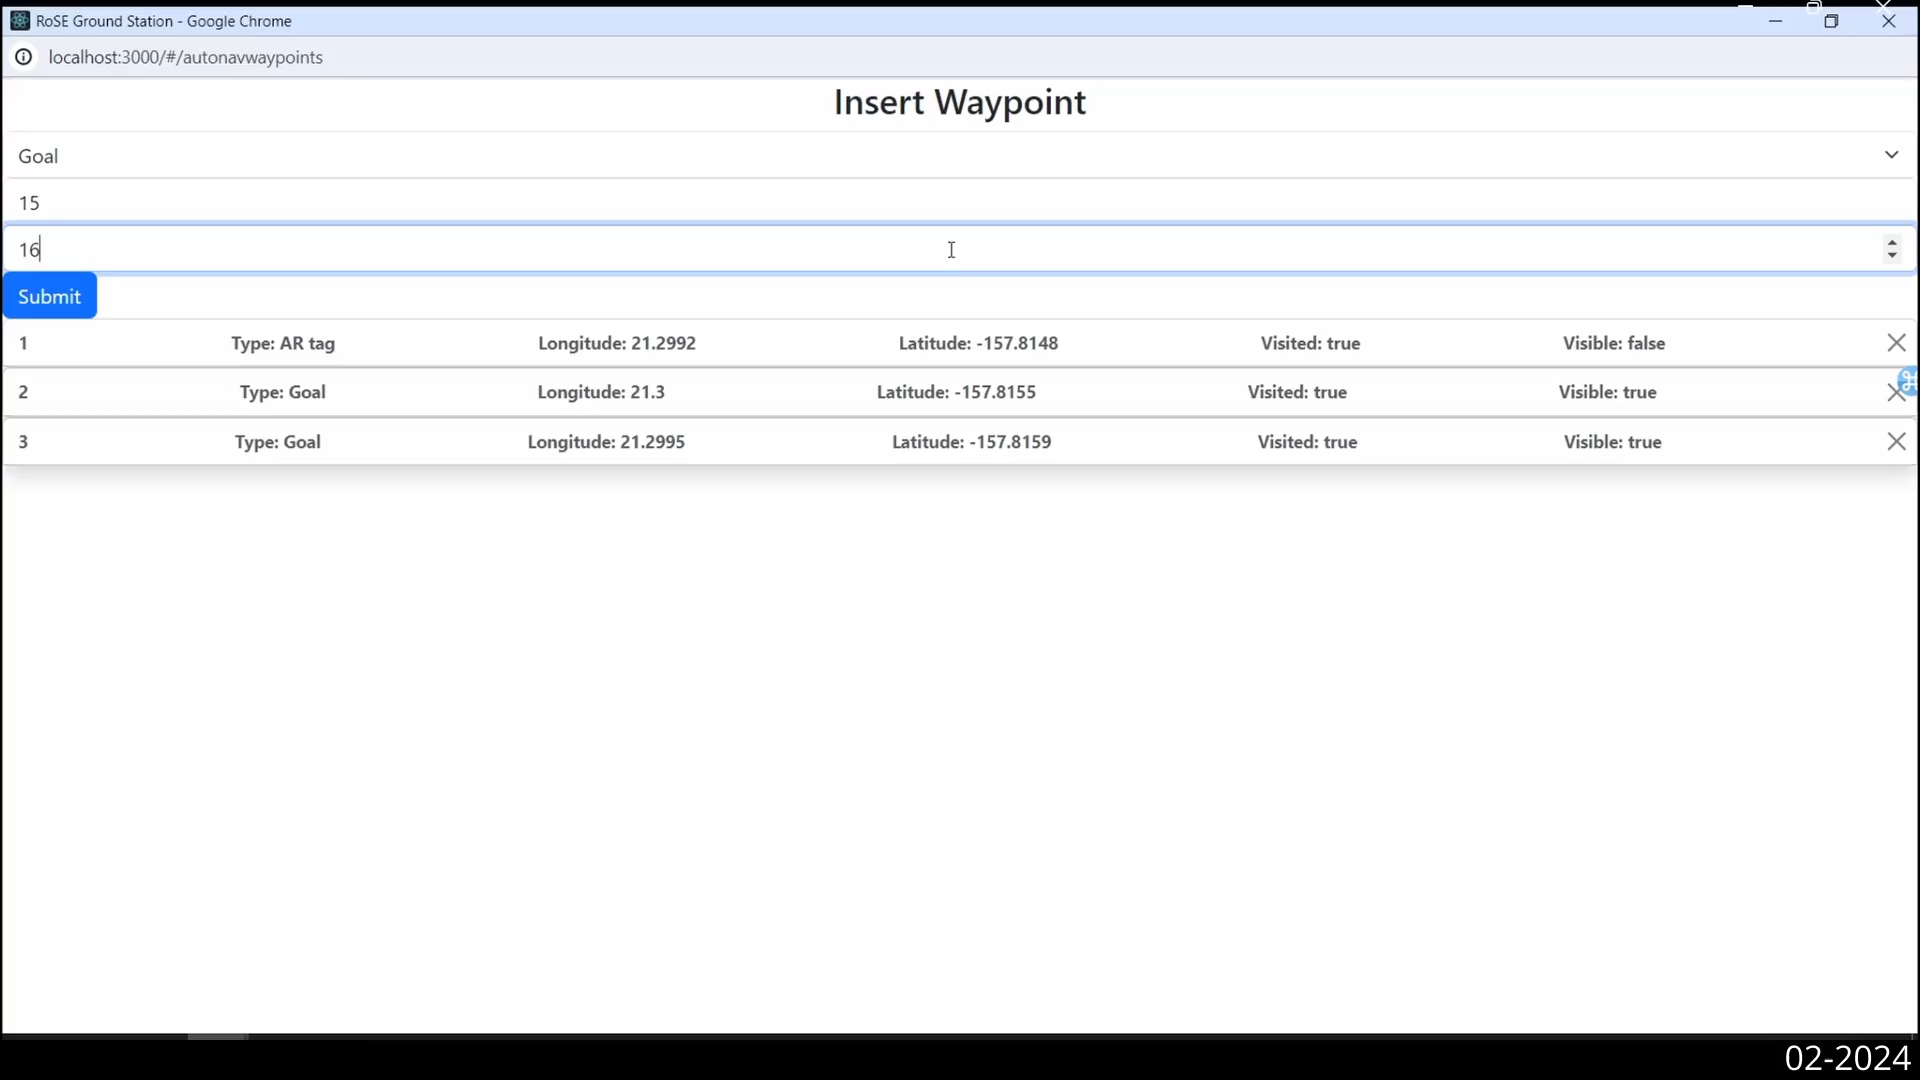 RoSE Ground Station - Google Chrome
localhost:3000/#/autonavwaypoints
Insert Waypoint
Goal
15
16
Submit
1 Type: AR tag Longitude: 21.2992 Latitude: -157.8148 Visited: true Visible: false
2 Type: Goal Longitude: 21.3 Latitude: -157.8155 Visited: true Visible: true
3 Type: Goal Longitude: 21.2995 Latitude: -157.8159 Visited: true Visible: true
02-2024